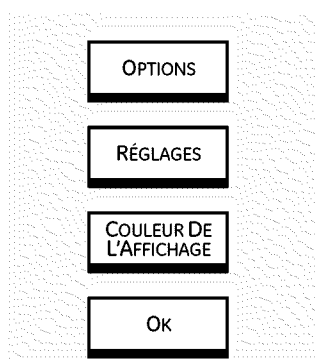 OPTIONS
RÉGLAGES
COULEUR DE
L'AFFICHAGE
OK